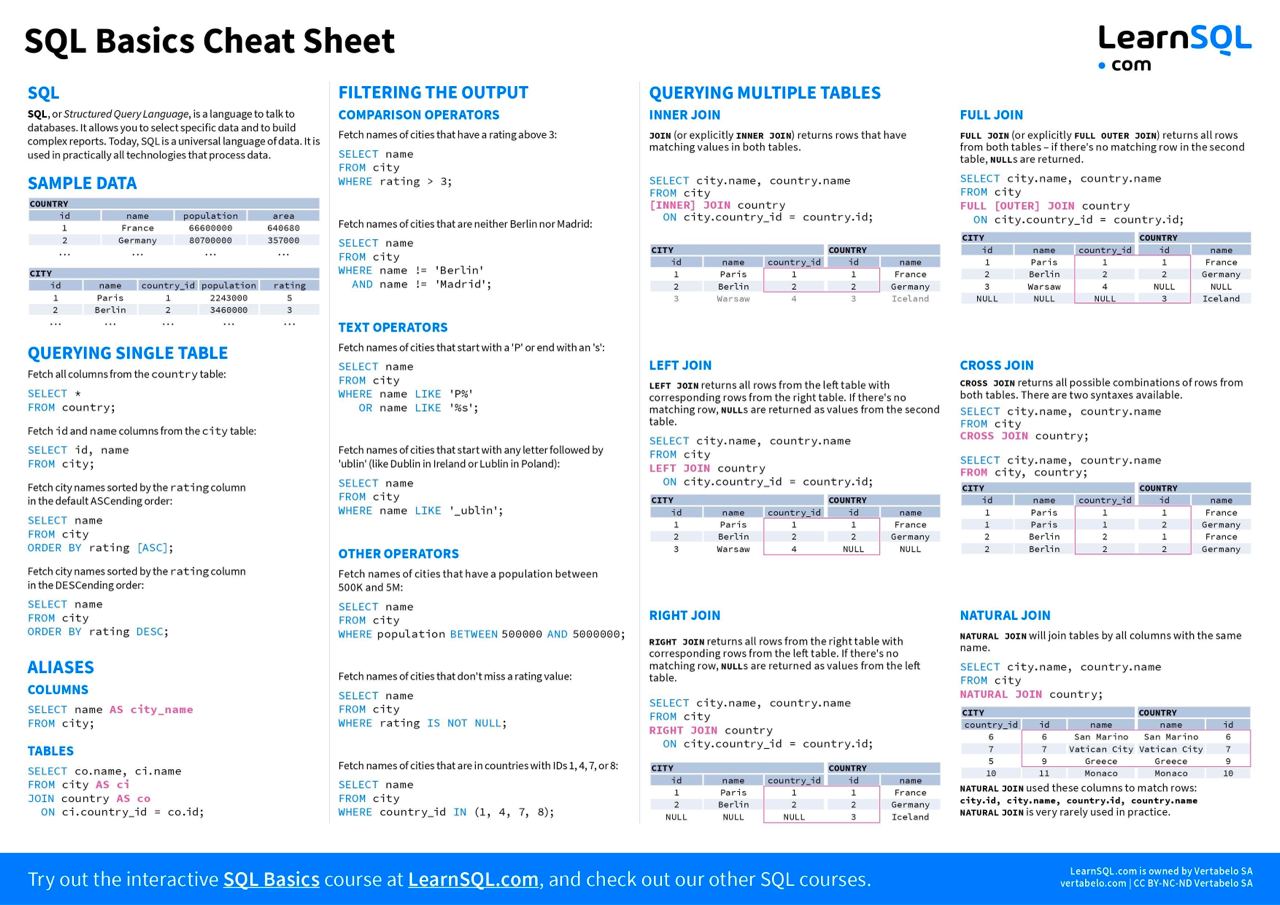 SQL Basics Cheat Sheet
LearnSQL
• com
SQL
SQL, or Structured Query Language, is a language to talk to
databases. It allows you to select specific data and to build
complex reports. Today, SQL is a universal language of data. It is
used in practically all technologies that process data.
SAMPLE DATA
COUNTRY
id name population area
1 France 66600000 640680
2 Germany 80700000 357000
... ... ... ...
CITY
id name country_id population rating
1 Paris 1 2243000 5
2 Berlin 2 3460000 3
... ... ... ... ...
QUERYING SINGLE TABLE
Fetch all columns from the country table:
SELECT *
FROM country;
Fetch id and name columns from the city table:
SELECT id, name
FROM city;
Fetch city names sorted by the rating column
in the default ASCending order:
SELECT name
FROM city
ORDER BY rating [ASC];
Fetch city names sorted by the rating column
in the DESCending order:
SELECT name
FROM city
ORDER BY rating DESC;
ALIASES
COLUMNS
SELECT name AS city_name
FROM city;
TABLES
SELECT co.name, ci.name
FROM city AS ci
JOIN country AS co
ON ci.country_id = co.id;
FILTERING THE OUTPUT
COMPARISON OPERATORS
Fetch names of cities that have a rating above 3:
SELECT name
FROM city
WHERE rating > 3;
Fetch names of cities that are neither Berlin nor Madrid:
SELECT name
FROM city
WHERE name != 'Berlin'
AND name != 'Madrid';
TEXT OPERATORS
Fetch names of cities that start with a 'P' or end with an 's':
SELECT name
FROM city
WHERE name LIKE 'P%'
OR name LIKE '%s';
Fetch names of cities that start with any letter followed by
'ublin' (like Dublin in Ireland or Lublin in Poland):
SELECT name
FROM city
WHERE name LIKE '_ublin';
OTHER OPERATORS
Fetch names of cities that have a population between
500K and 5M:
SELECT name
FROM city
WHERE population BETWEEN 500000 AND 5000000;
Fetch names of cities that don't miss a rating value:
SELECT name
FROM city
WHERE rating IS NOT NULL;
Fetch names of cities that are in countries with IDs 1, 4, 7, or 8:
SELECT name
FROM city
WHERE country_id IN (1, 4, 7, 8);
QUERYING MULTIPLE TABLES
INNER JOIN
JOIN (or explicitly INNER JOIN) returns rows that have
matching values in both tables.
SELECT city.name, country.name
FROM city
[INNER] JOIN country
ON city.country_id = country.id;
CITY COUNTRY
id name country_id id name
1 Paris 1 1 France
2 Berlin 2 2 Germany
3 Warsaw 4 3 Iceland
LEFT JOIN
LEFT JOIN returns all rows from the left table with
corresponding rows from the right table. If there's no
matching row, NULLs are returned as values from the second
table.
SELECT city.name, country.name
FROM city
LEFT JOIN country
ON city.country_id = country.id;
CITY COUNTRY
id name country_id id name
1 Paris 1 1 France
2 Berlin 2 2 Germany
3 Warsaw 4 NULL NULL
RIGHT JOIN
RIGHT JOIN returns all rows from the right table with
corresponding rows from the left table. If there's no
matching row, NULLs are returned as values from the left
table.
SELECT city.name, country.name
FROM city
RIGHT JOIN country
ON city.country_id = country.id;
CITY COUNTRY
id name country_id id name
1 Paris 1 1 France
2 Berlin 2 2 Germany
NULL NULL NULL 3 Iceland
FULL JOIN
FULL JOIN (or explicitly FULL OUTER JOIN) returns all rows
from both tables – if there's no matching row in the second
table, NULLs are returned.
SELECT city.name, country.name
FROM city
FULL [OUTER] JOIN country
ON city.country_id = country.id;
CITY COUNTRY
id name country_id id name
1 Paris 1 1 France
2 Berlin 2 2 Germany
3 Warsaw 4 NULL NULL
NULL NULL NULL 3 Iceland
CROSS JOIN
CROSS JOIN returns all possible combinations of rows from
both tables. There are two syntaxes available.
SELECT city.name, country.name
FROM city
CROSS JOIN country;
SELECT city.name, country.name
FROM city, country;
CITY COUNTRY
id name country_id id name
1 Paris 1 1 France
1 Paris 1 2 Germany
2 Berlin 2 1 France
2 Berlin 2 2 Germany
NATURAL JOIN
NATURAL JOIN will join tables by all columns with the same
name.
SELECT city.name, country.name
FROM city
NATURAL JOIN country;
CITY COUNTRY
country_id id name name id
6 6 San Marino San Marino 6
7 7 Vatican City Vatican City 7
5 9 Greece Greece 9
10 11 Monaco Monaco 10
NATURAL JOIN used these columns to match rows:
city.id, city.name, country.id, country.name
NATURAL JOIN is very rarely used in practice.
Try out the interactive SQL Basics course at LearnSQL.com, and check out our other SQL courses.
LearnSQL.com is owned by Vertabelo SA
vertabelo.com | CC BY-NC-ND Vertabelo SA